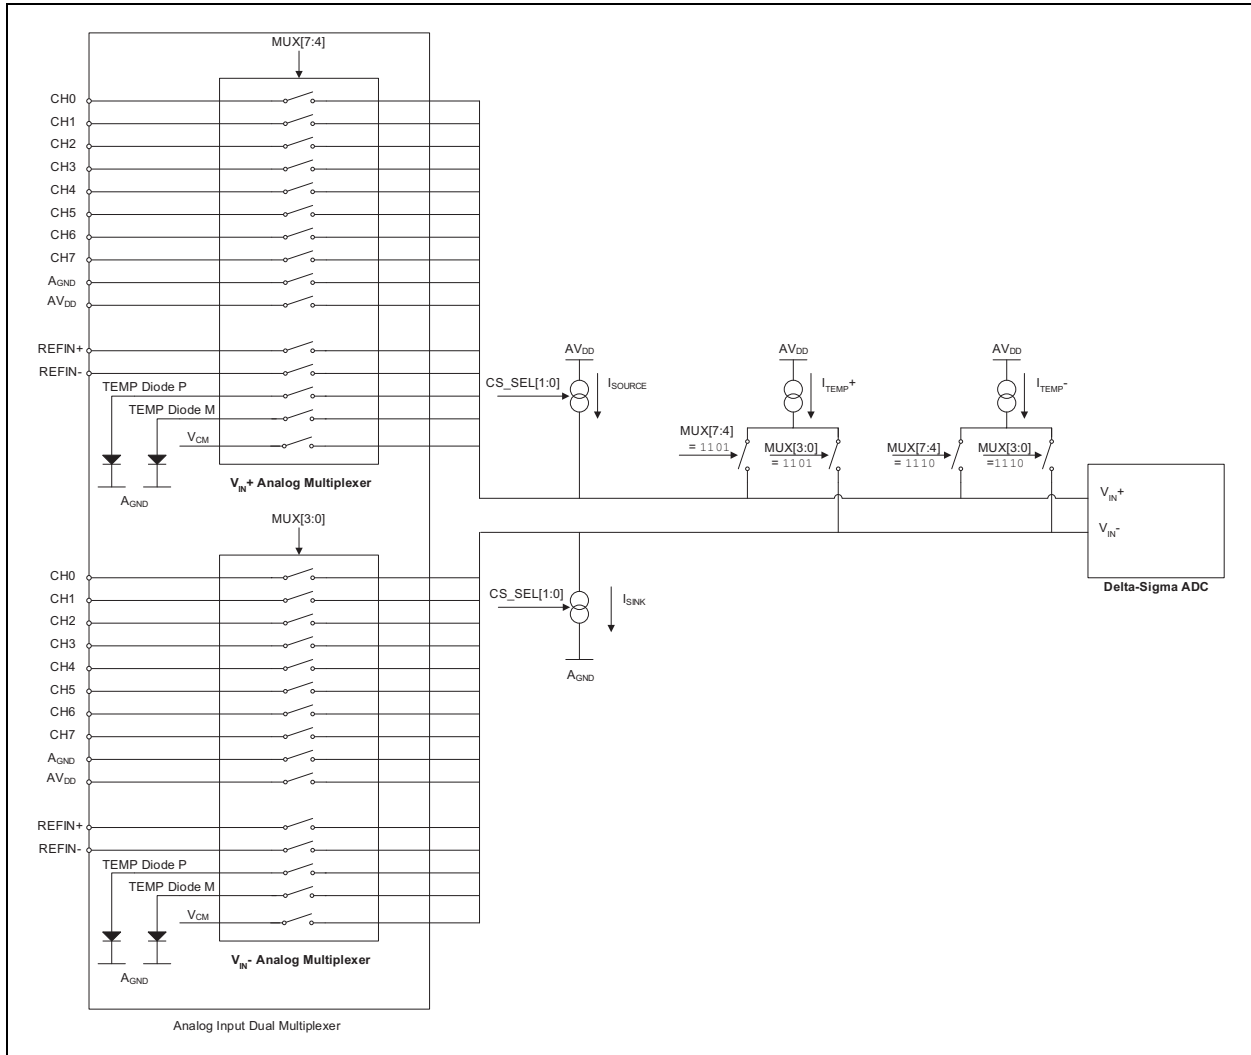 MUX[7:4]
CH0
CH1
CH2
CH3
CH4
CH5
CH6
CH7
AGND
AVDD
REFIN+
REFIN-
TEMP Diode P
TEMP Diode M
VCM
AGND
VIN+ Analog Multiplexer
AVDD
CS_SEL[1:0]
ISOURCE
AVDD
ITEMP+
AVDD
ITEMP-
MUX[7:4]
= 1101
MUX[3:0]
= 1101
MUX[7:4]
= 1110
MUX[3:0]
=1110
VIN+
VIN-
Delta-Sigma ADC
MUX[3:0]
CH0
CH1
CH2
CH3
CH4
CH5
CH6
CH7
AGND
AVDD
REFIN+
REFIN-
TEMP Diode P
TEMP Diode M
VCM
AGND
VIN- Analog Multiplexer
CS_SEL[1:0]
ISINK
AGND
Analog Input Dual Multiplexer